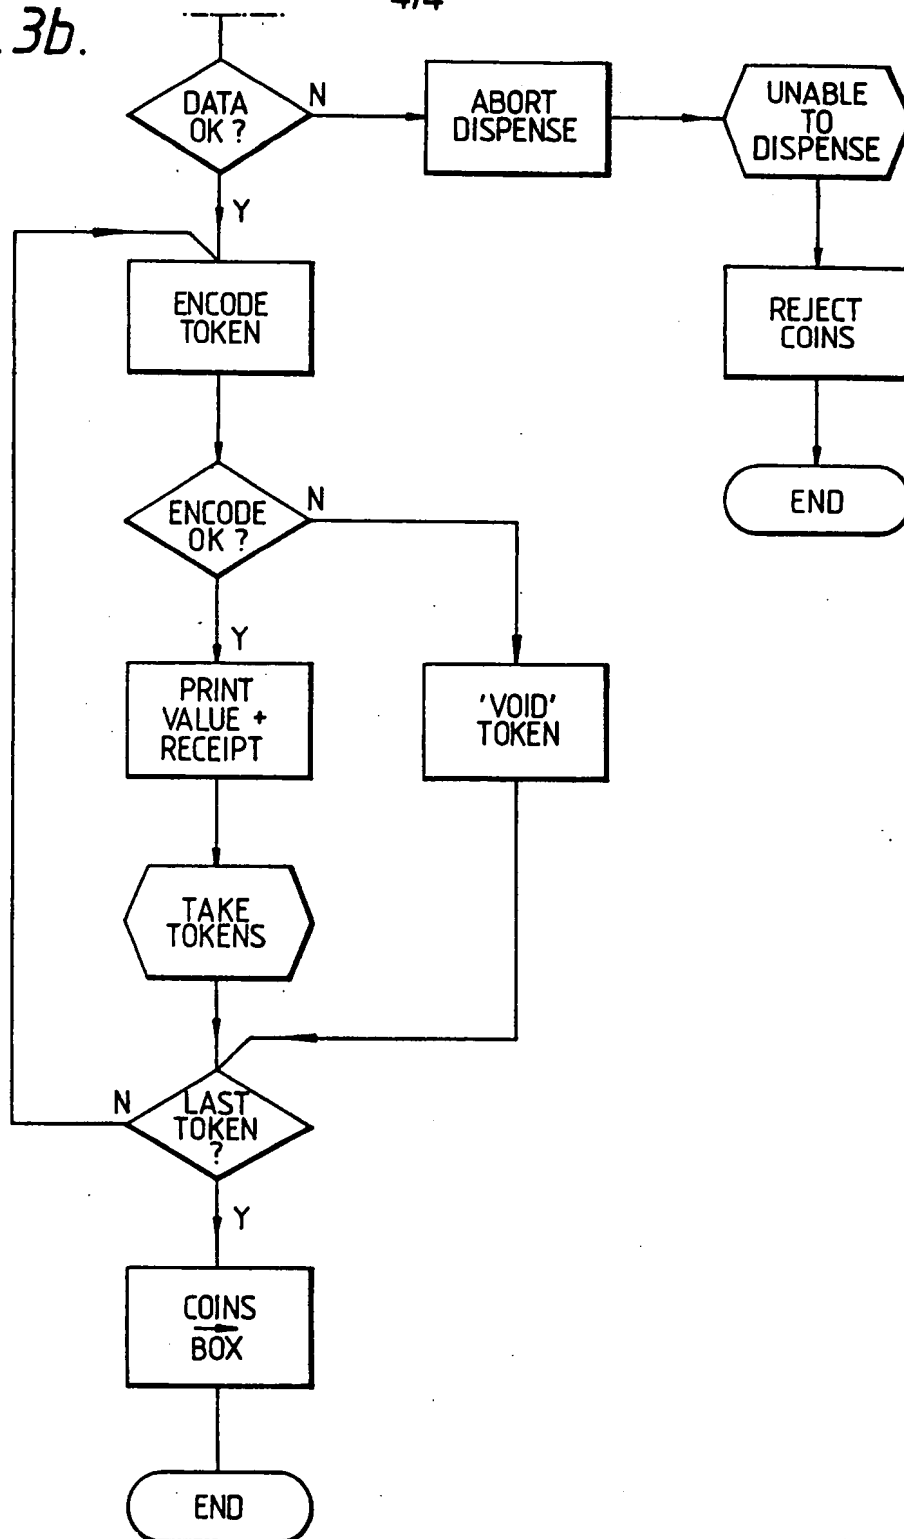 3b.
DATA
OK ?
N
ABORT
DISPENSE
UNABLE
TO
DISPENSE
Y
ENCODE
TOKEN
REJECT
COINS
END
ENCODE
OK ?
N
Y
PRINT
VALUE +
RECEIPT
'VOID'
TOKEN
TAKE
TOKENS
N
LAST
TOKEN
?
Y
COINS
→
BOX
END